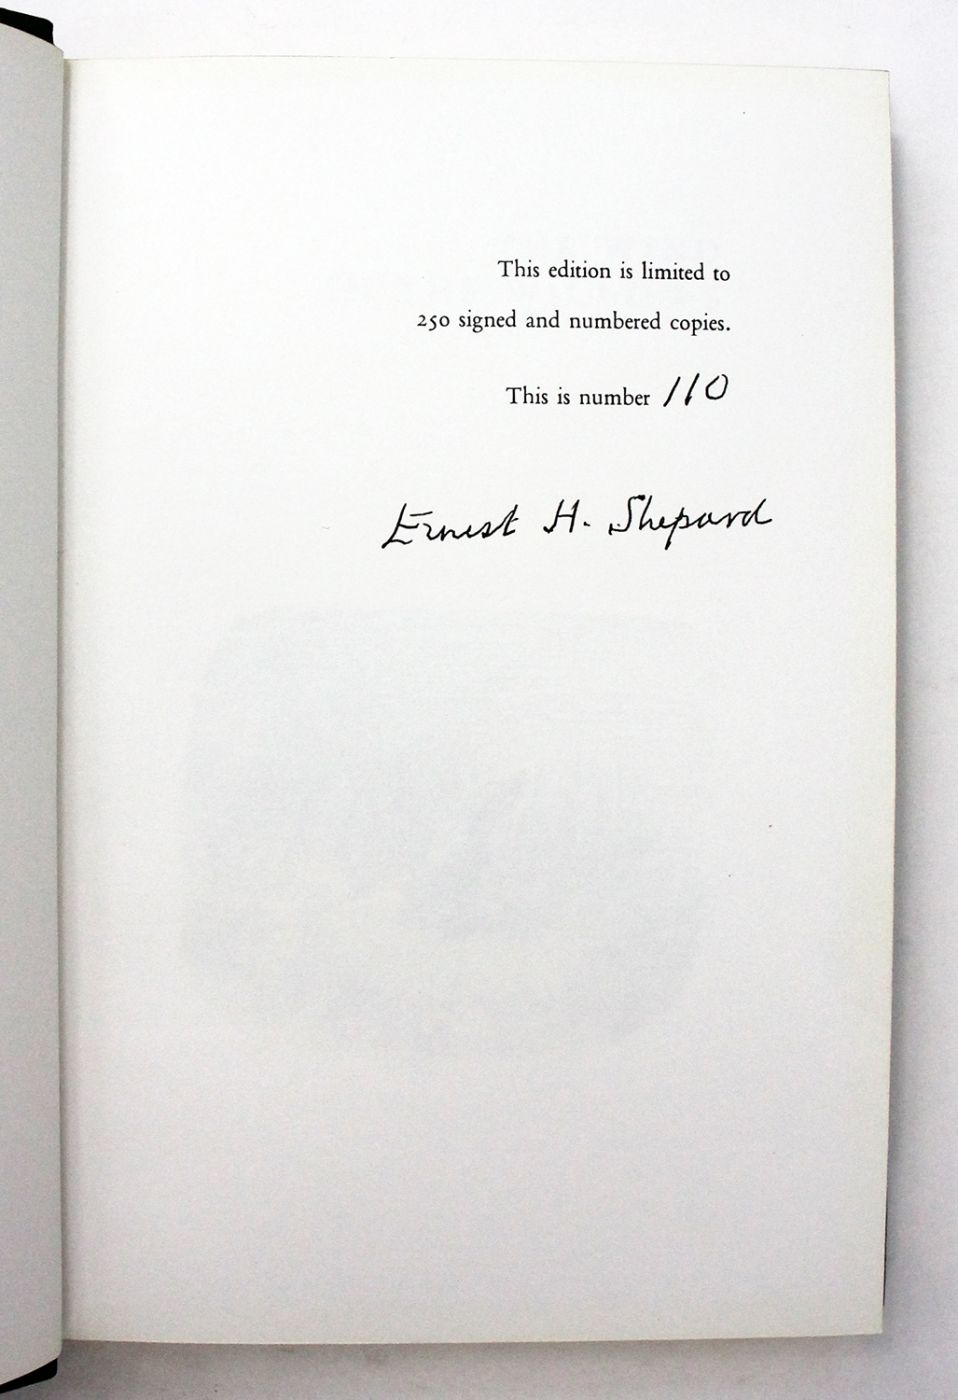 This edition is limited to
250 signed and numbered copies.
This is number 110
Ernest H. Shepard